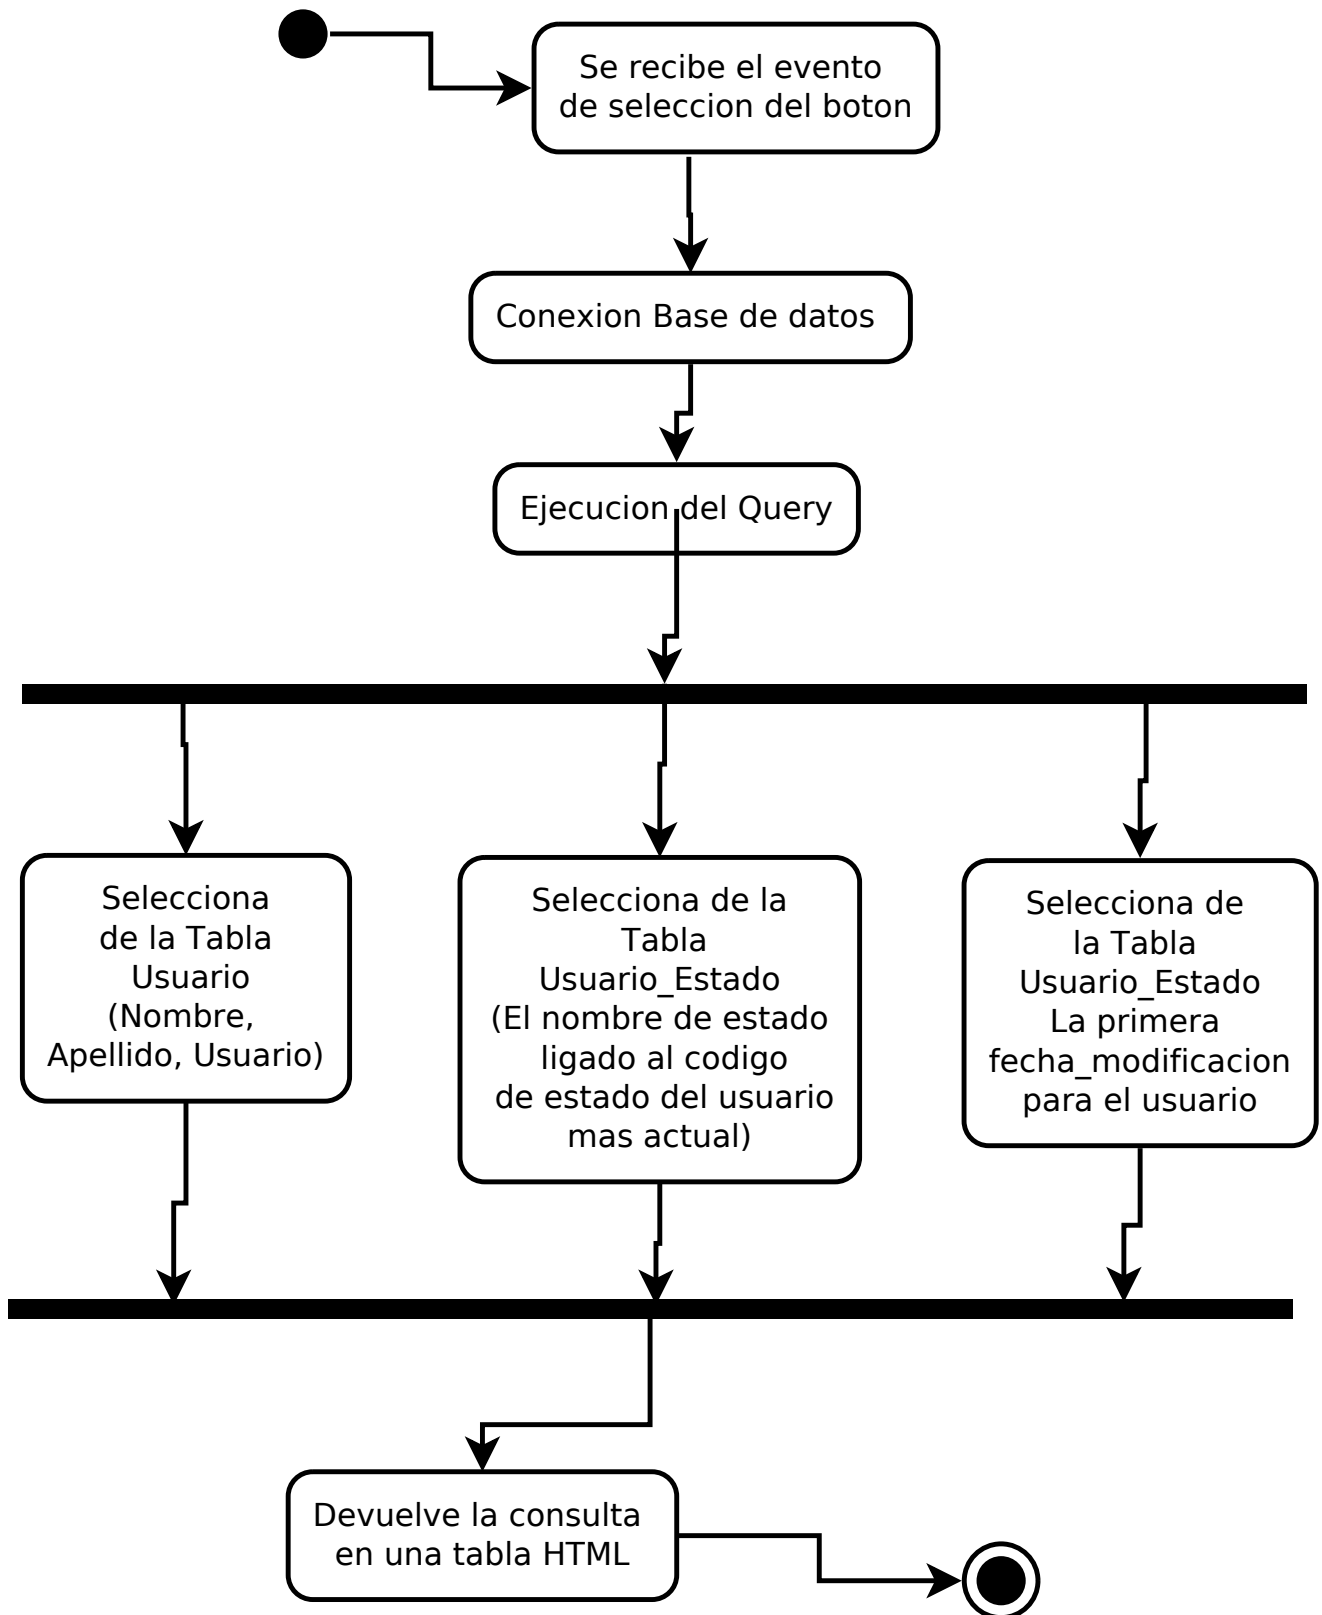 Se recibe el evento
de seleccion del boton
Conexion Base de datos
Ejecucion del Query
Selecciona
de la Tabla
Usuario
(Nombre,
Apellido, Usuario)
Selecciona de la
Tabla
Usuario_Estado
(El nombre de estado
ligado al codigo
de estado del usuario
mas actual)
Selecciona de
la Tabla
Usuario_Estado
La primera
fecha_modificacion
para el usuario
Devuelve la consulta
en una tabla HTML